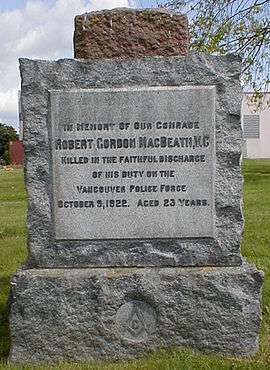 IN MEMORY OF OUR COMRADE
ROBERT GORDON MACBEATH, V.C
KILLED IN THE FAITHFUL DISCHARGE
OF HIS DUTY ON THE
VANCOUVER POLICE FORCE
OCTOBER 9, 1922. AGED 23 YEARS.